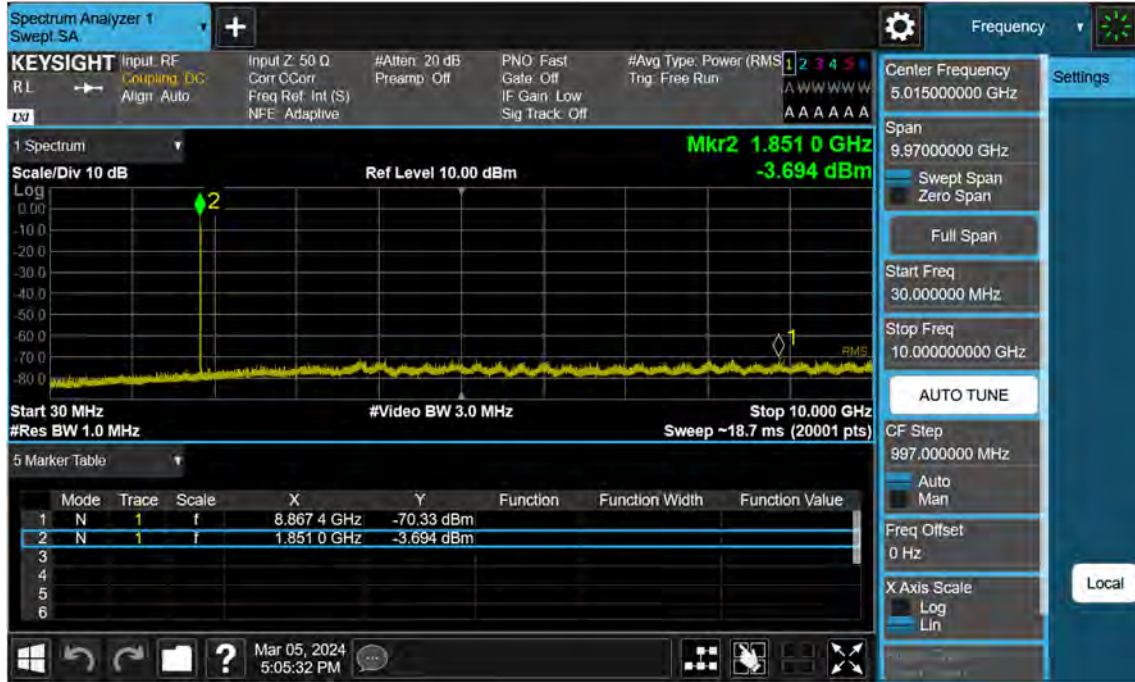 Spectrum Analyzer 1
Swept SA
Frequency
KEYSIGHT
RL
LXI
Input: RF
Coupling: DC
Align: Auto
Input Z: 50 Ω
Corr CCorr
Freq Ref: Int (S)
NFE: Adaptive
#Atten: 20 dB
Preamp: Off
PNO: Fast
Gate: Off
IF Gain: Low
Sig Track: Off
#Avg Type: Power (RMS
Trig: Free Run
1 2 3 4 5 6
A W W W W W
A A A A A A
1 Spectrum
Scale/Div 10 dB
Ref Level 10.00 dBm
Mkr2 1.851 0 GHz
-3.694 dBm
Log
0.00
-10.0
-20.0
-30.0
-40.0
-50.0
-60.0
-70.0
-80.0
2
1
RMS
Start 30 MHz
#Video BW 3.0 MHz
Stop 10.000 GHz
#Res BW 1.0 MHz
Sweep ~18.7 ms (20001 pts)
5 Marker Table
Mode Trace Scale X Y Function Function Width Function Value
1 N 1 f 8.867 4 GHz -70.33 dBm
2 N 1 f 1.851 0 GHz -3.694 dBm
3
4
5
6
Mar 05, 2024
5:05:32 PM
Center Frequency
5.015000000 GHz
Span
9.97000000 GHz
Swept Span
Zero Span
Full Span
Start Freq
30.000000 MHz
Stop Freq
10.000000000 GHz
AUTO TUNE
CF Step
997.000000 MHz
Auto
Man
Freq Offset
0 Hz
X Axis Scale
Log
Lin
Settings
Local